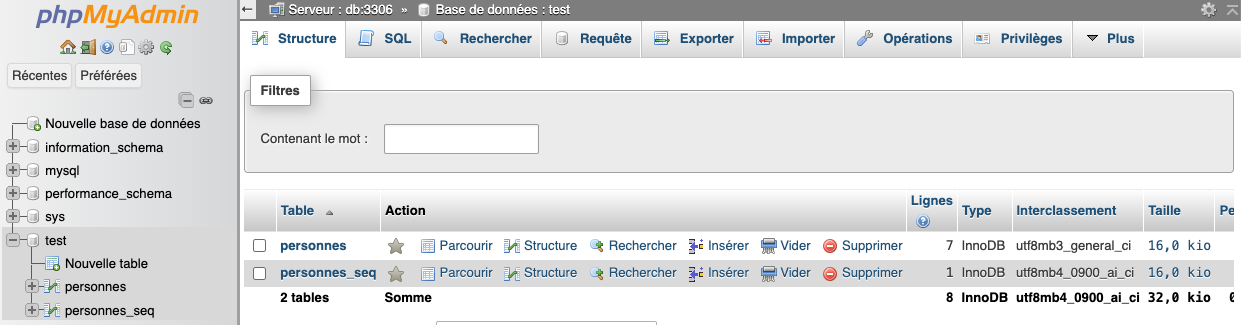 phpMyAdmin
Récentes Préférées
Nouvelle base de données
information_schema
mysql
performance_schema
sys
test
Nouvelle table
personnes
personnes_seq
Serveur : db:3306 » Base de données : test
Structure SQL Rechercher Requête Exporter Importer Opérations Privilèges Plus
Filtres
Contenant le mot :
Table Action Lignes Type Interclassement Taille Pe
personnes Parcourir Structure Rechercher Insérer Vider Supprimer 7 InnoDB utf8mb3_general_ci 16,0 kio
personnes_seq Parcourir Structure Rechercher Insérer Vider Supprimer 1 InnoDB utf8mb4_0900_ai_ci 16,0 kio
2 tables Somme 8 InnoDB utf8mb4_0900_ai_ci 32,0 kio